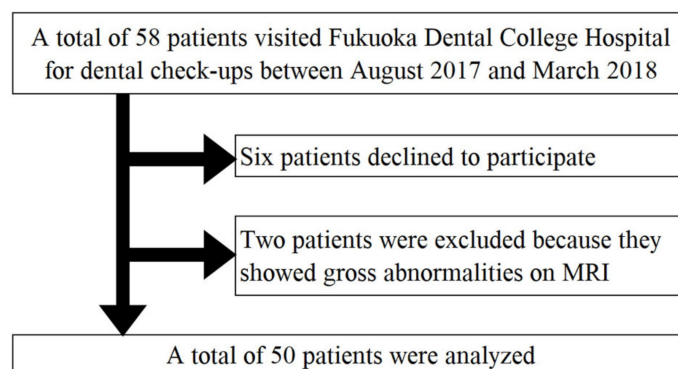 A total of 58 patients visited Fukuoka Dental College Hospital
for dental check-ups between August 2017 and March 2018
Six patients declined to participate
Two patients were excluded because they
showed gross abnormalities on MRI
A total of 50 patients were analyzed